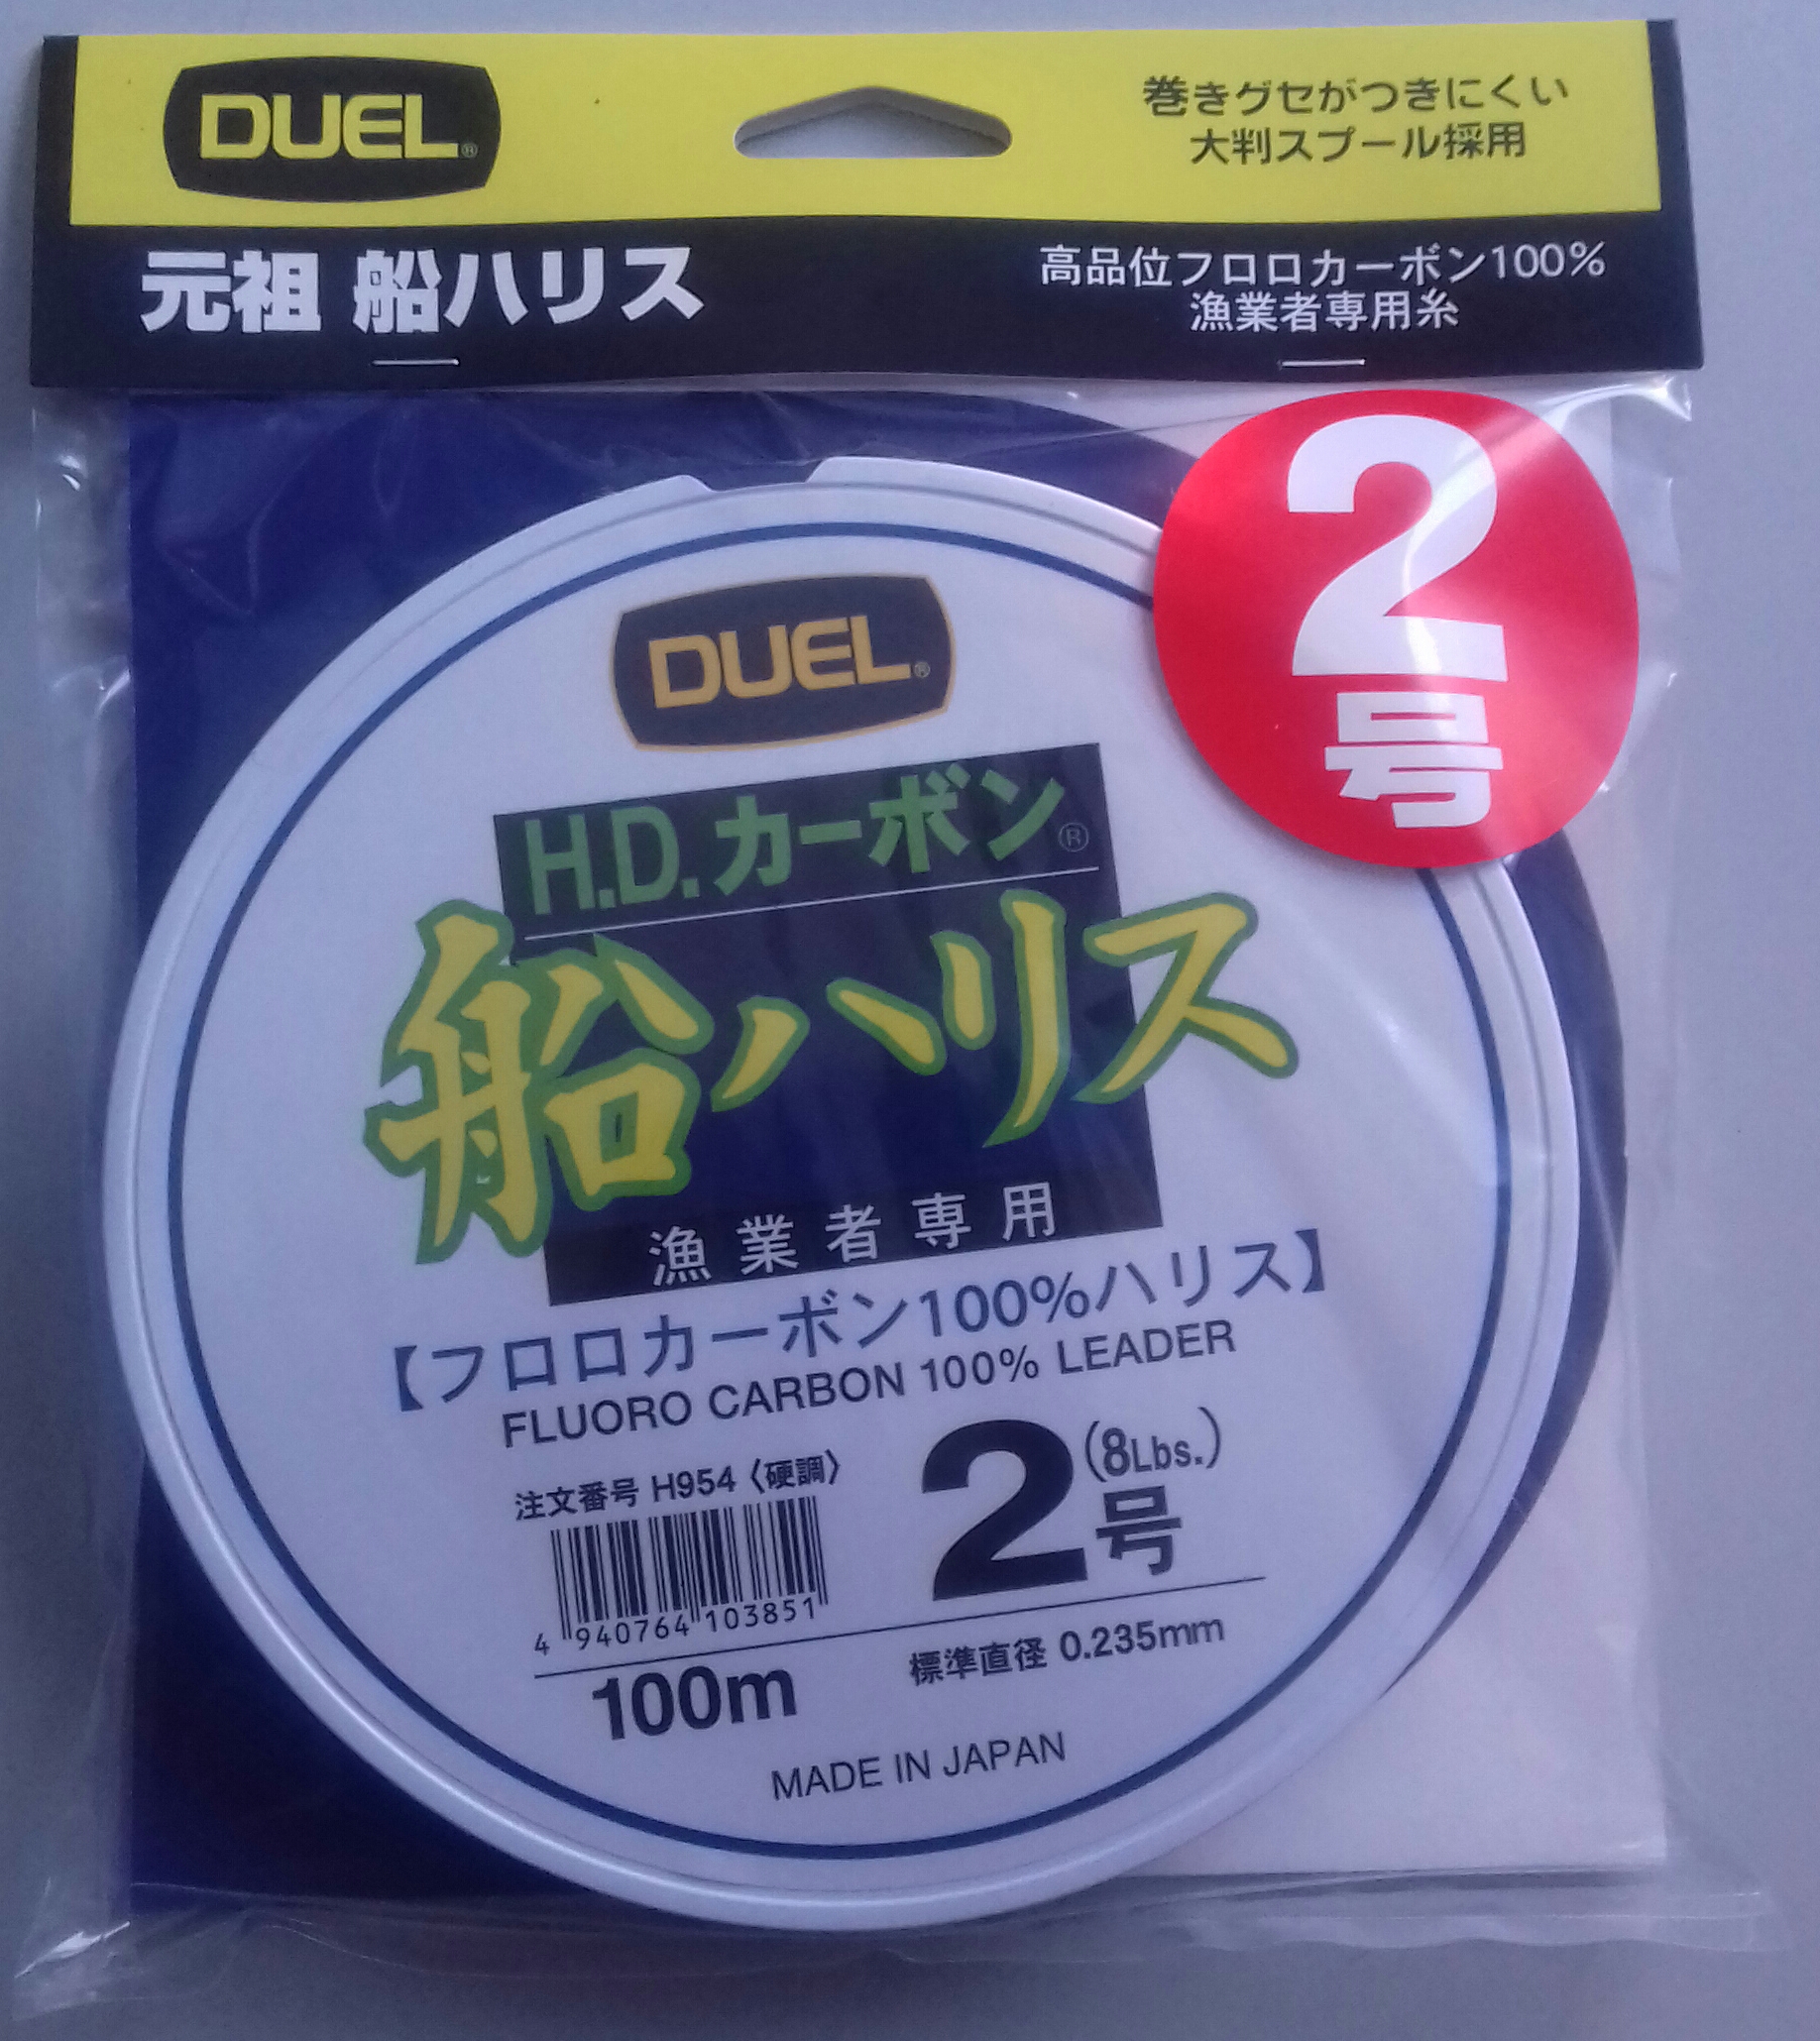 DUEL®
巻きグセがつきにくい
大判スプール採用
元祖 船ハリス
高品位フロロカーボン100%
漁業者専用糸
2
号
DUEL®
H.D.カーボン®
船ハリス
漁業者専用
【フロロカーボン100%ハリス】
FLUORO CARBON 100% LEADER
注文番号 H954〈硬調〉
2号(8Lbs.)
4 940764 103851
100m
標準直径 0.235mm
MADE IN JAPAN